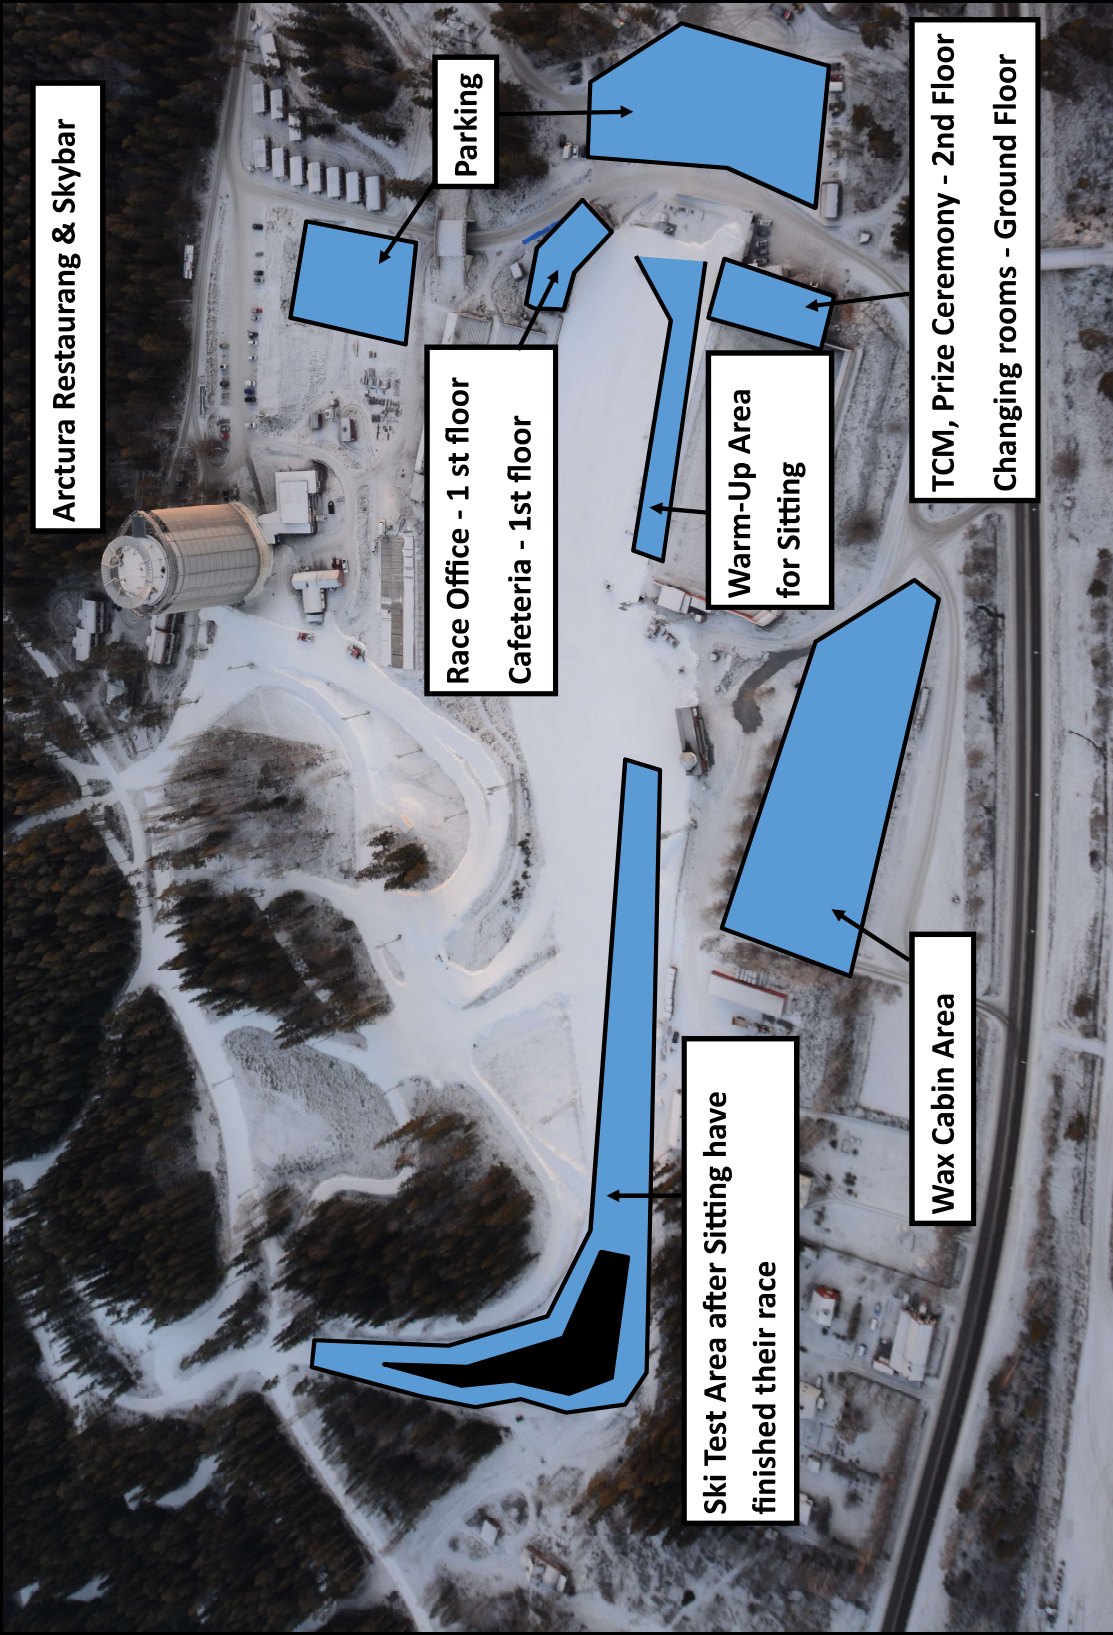 Arctura Restaurang & Skybar
Parking
Race Office - 1 st floor
Cafeteria - 1st floor
Warm-Up Area
for Sitting
TCM, Prize Ceremony - 2nd Floor
Changing rooms - Ground Floor
Ski Test Area after Sitting have
finished their race
Wax Cabin Area